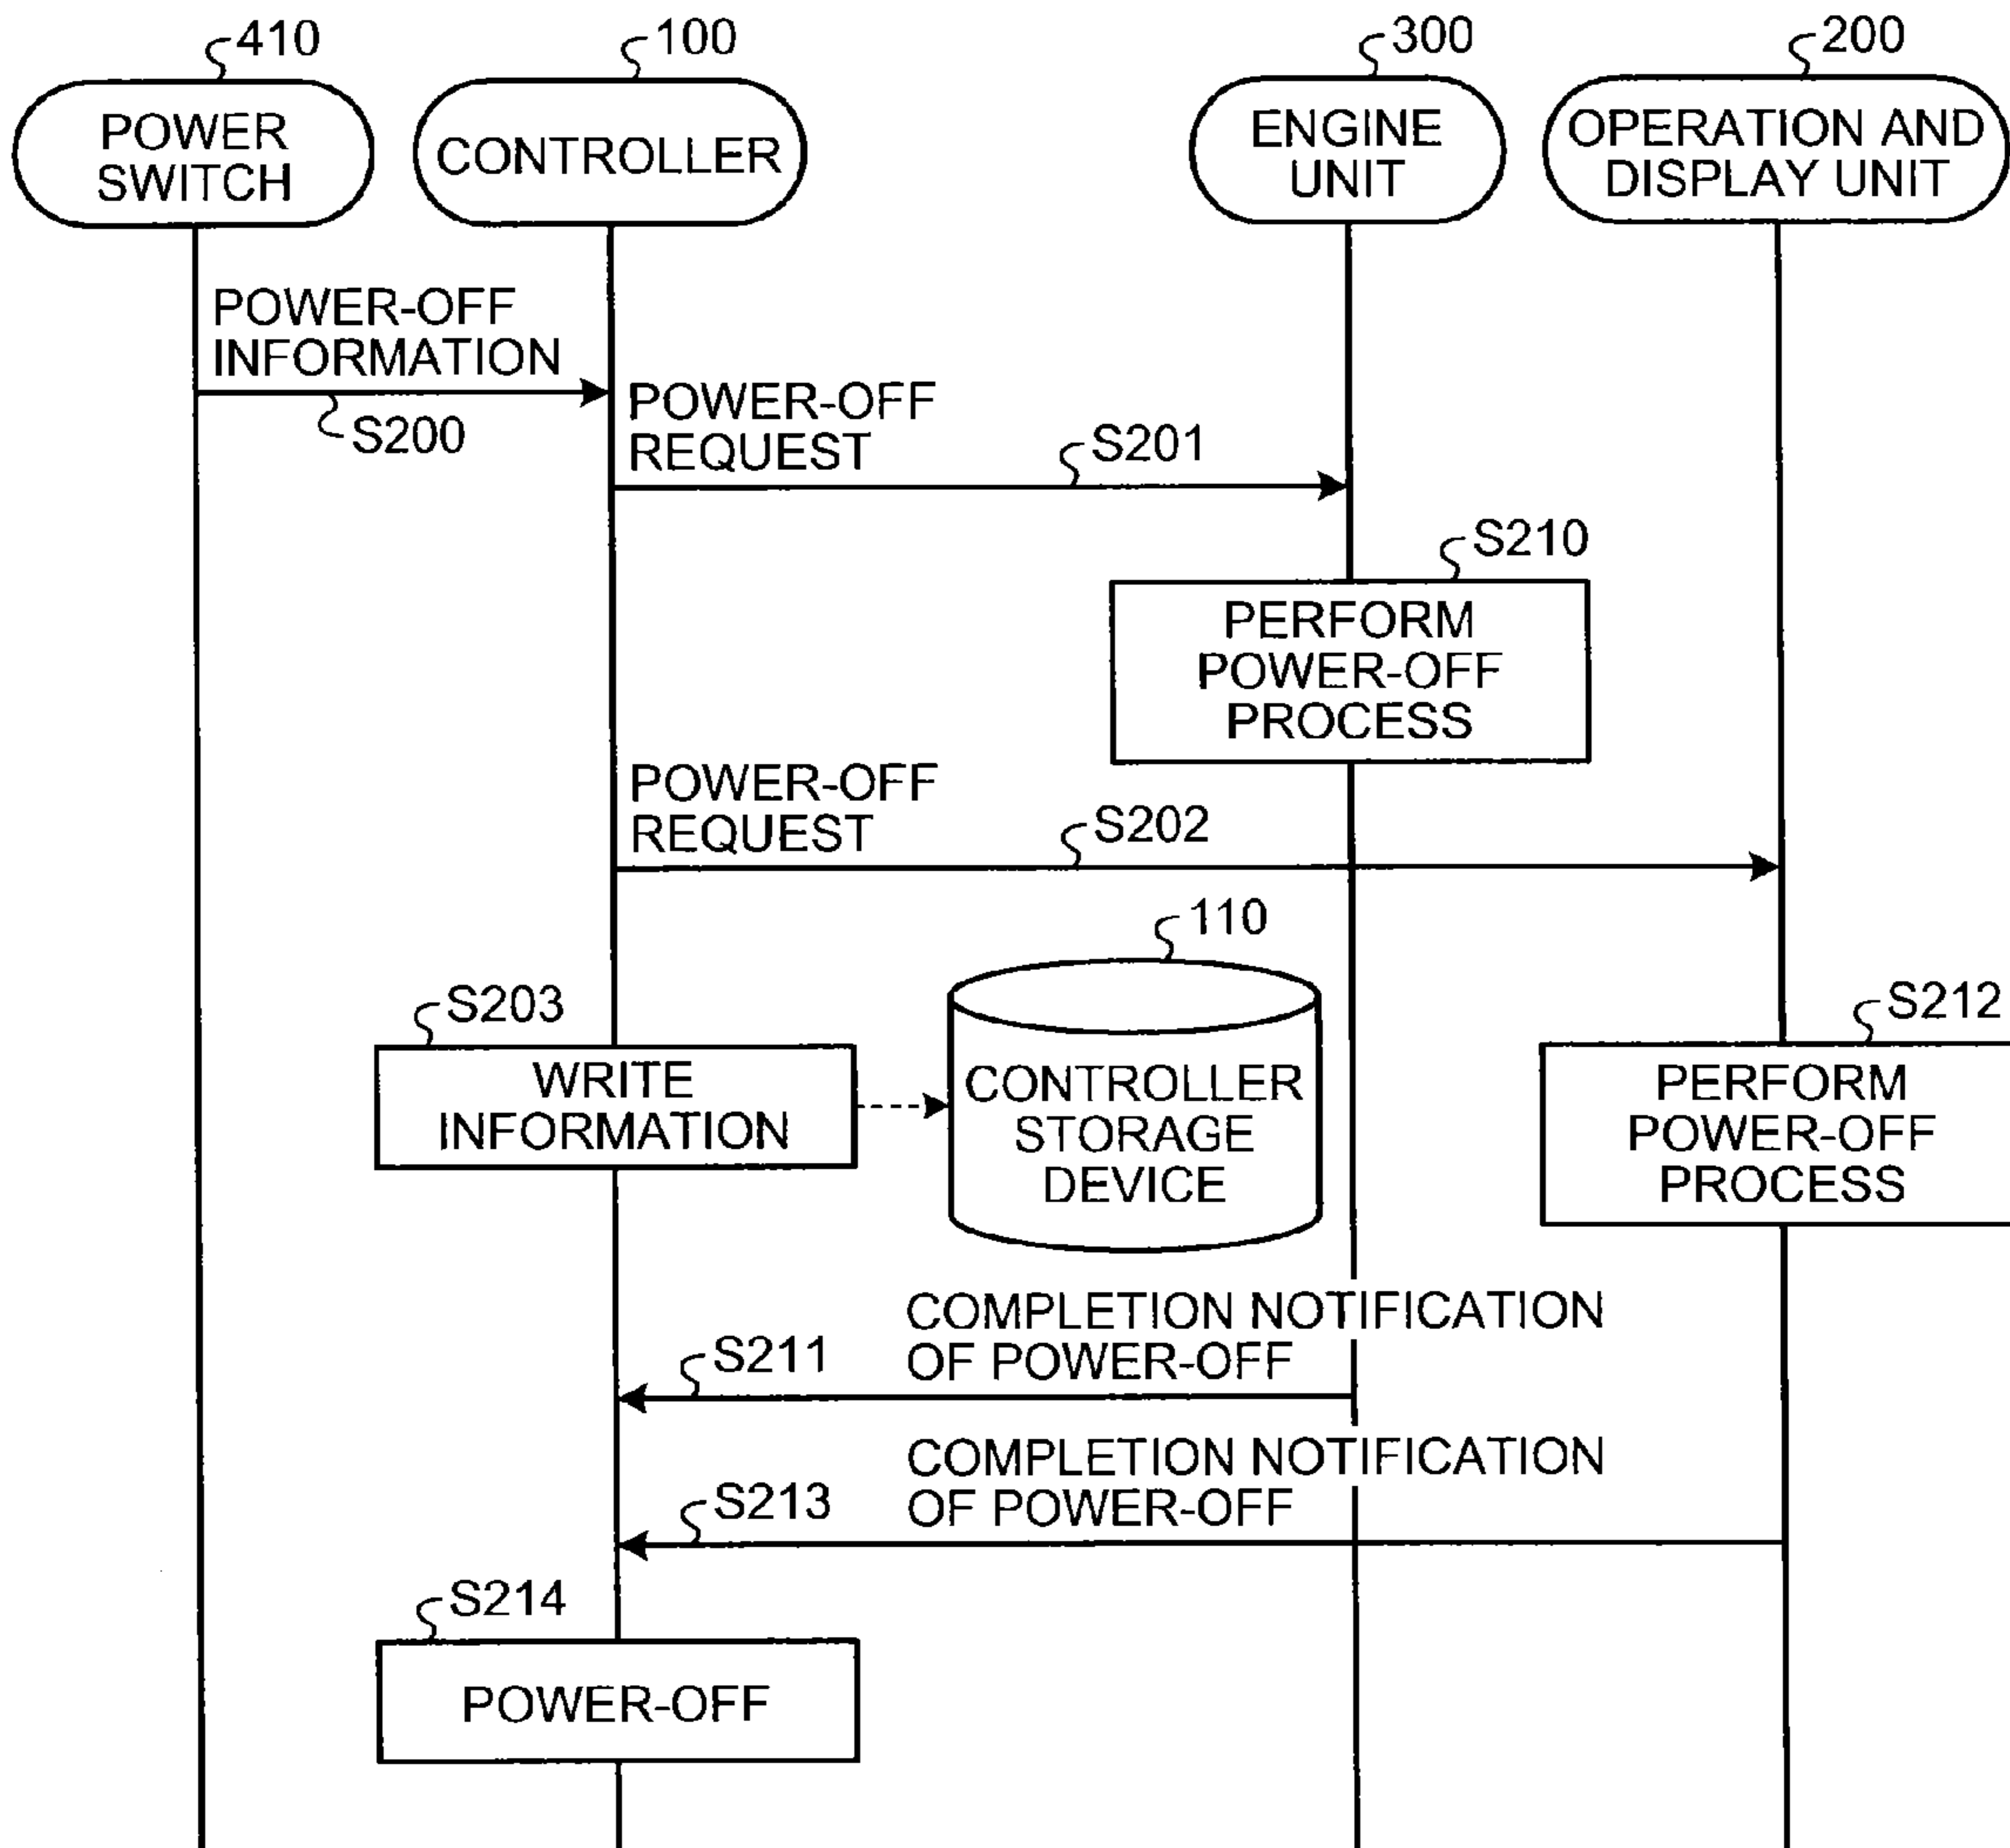 410
100
300
200
POWER
SWITCH
CONTROLLER
ENGINE
UNIT
OPERATION AND
DISPLAY UNIT
POWER-OFF
INFORMATION
S200
POWER-OFF
REQUEST
S201
S210
PERFORM
POWER-OFF
PROCESS
POWER-OFF
REQUEST
S202
110
S203
WRITE
INFORMATION
CONTROLLER
STORAGE
DEVICE
S212
PERFORM
POWER-OFF
PROCESS
COMPLETION NOTIFICATION
OF POWER-OFF
S211
COMPLETION NOTIFICATION
OF POWER-OFF
S213
S214
POWER-OFF